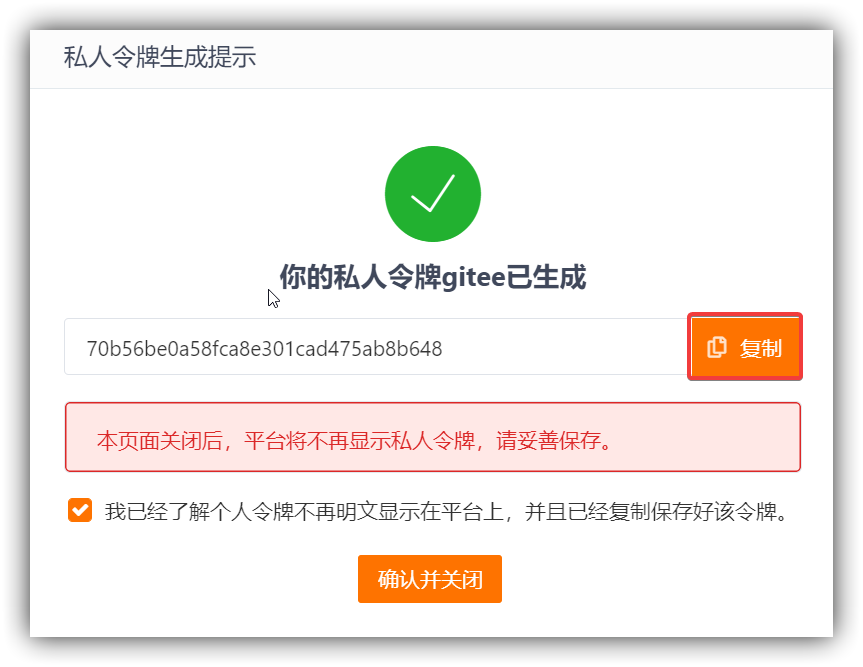 私人令牌生成提示
你的私人令牌gitee已生成
70b56be0a58fca8e301cad475ab8b648
复制
本页面关闭后，平台将不再显示私人令牌，请妥善保存。
我已经了解个人令牌不再明文显示在平台上，并且已经复制保存好该令牌。
确认并关闭